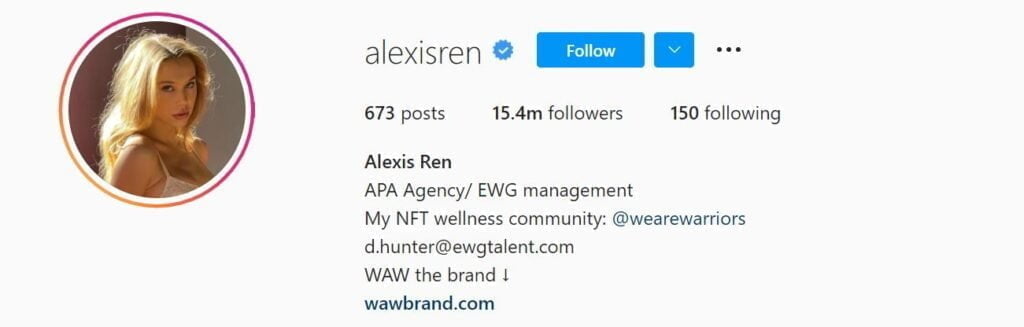 alexisren Follow
673 posts 15.4m followers 150 following
Alexis Ren
APA Agency/ EWG management
My NFT wellness community: @wearewarriors
d.hunter@ewgtalent.com
WAW the brand ↓
wawbrand.com